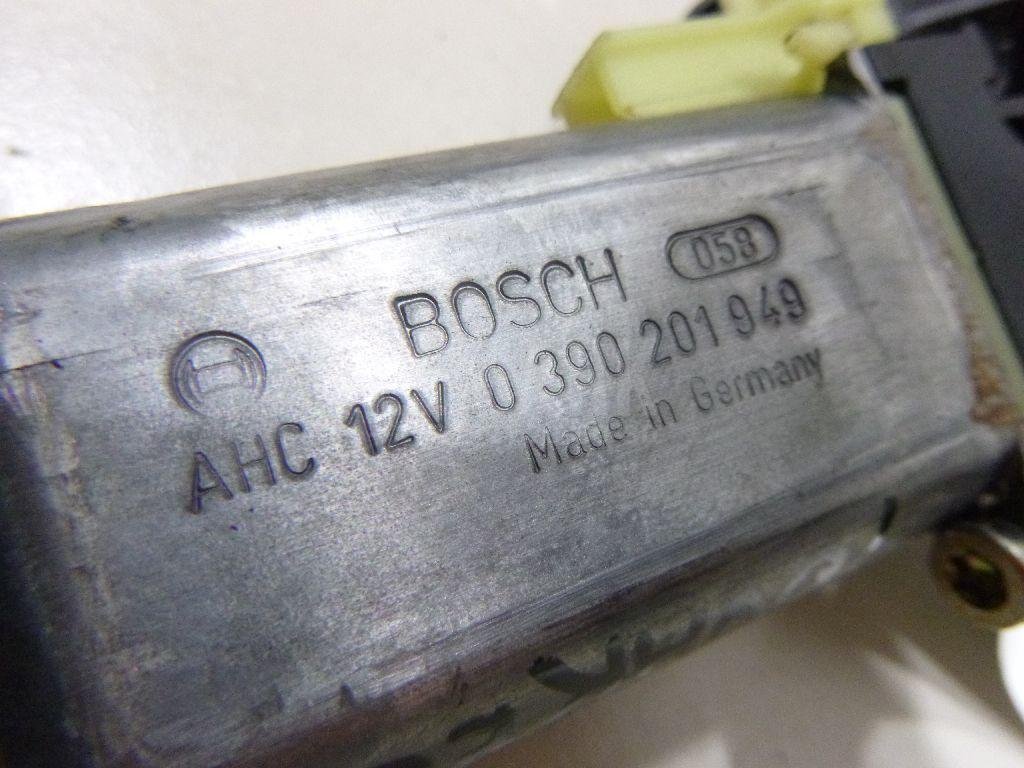 BOSCH 058
AHC 12V 0 390 201 949
Made in Germany